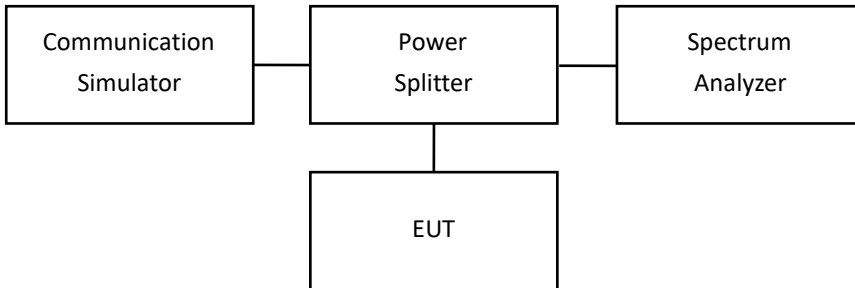 Communication
Simulator
Power
Splitter
Spectrum
Analyzer
EUT